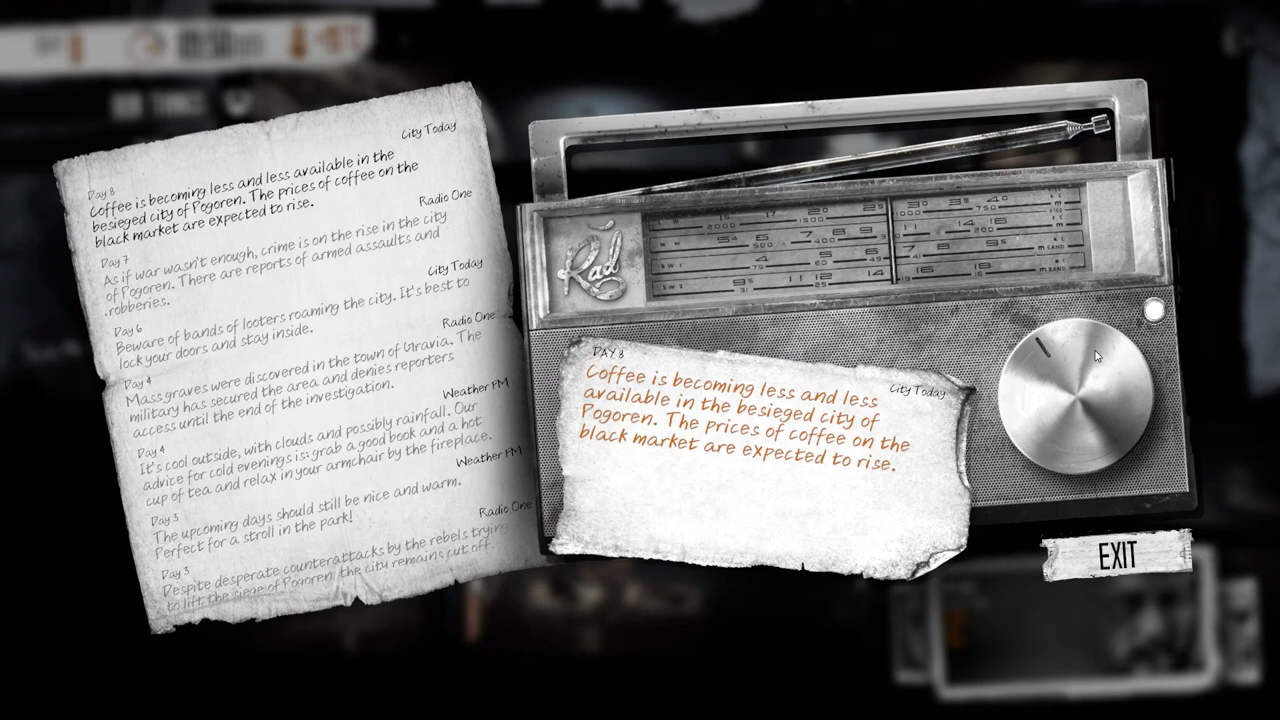 City Today
Day 8
Coffee is becoming less and less available in the
besieged city of Pogoren. The prices of coffee on the
black market are expected to rise.
Radio One
Day 7
As if war wasn't enough, crime is on the rise in the city
of Pogoren. There are reports of armed assaults and
robberies.
City Today
Day 6
Beware of bands of looters roaming the city. It's best to
lock your doors and stay inside.
Radio One
Day 4
Mass graves were discovered in the town of Gravia. The
military has secured the area and denies reporters
access until the end of the investigation.
Weather FM
Day 4
It's cool outside, with clouds and possibly rainfall. Our
advice for cold evenings is: grab a good book and a hot
cup of tea and relax in your armchair by the fireplace.
Weather FM
Day 3
The upcoming days should still be nice and warm.
Perfect for a stroll in the park!
Radio One
Day 3
Despite desperate counterattacks by the rebels trying
to lift the siege of Pogoren, the city remains cut off.
Rad
DAY 8
City Today
Coffee is becoming less and less
available in the besieged city of
Pogoren. The prices of coffee on the
black market are expected to rise.
EXIT